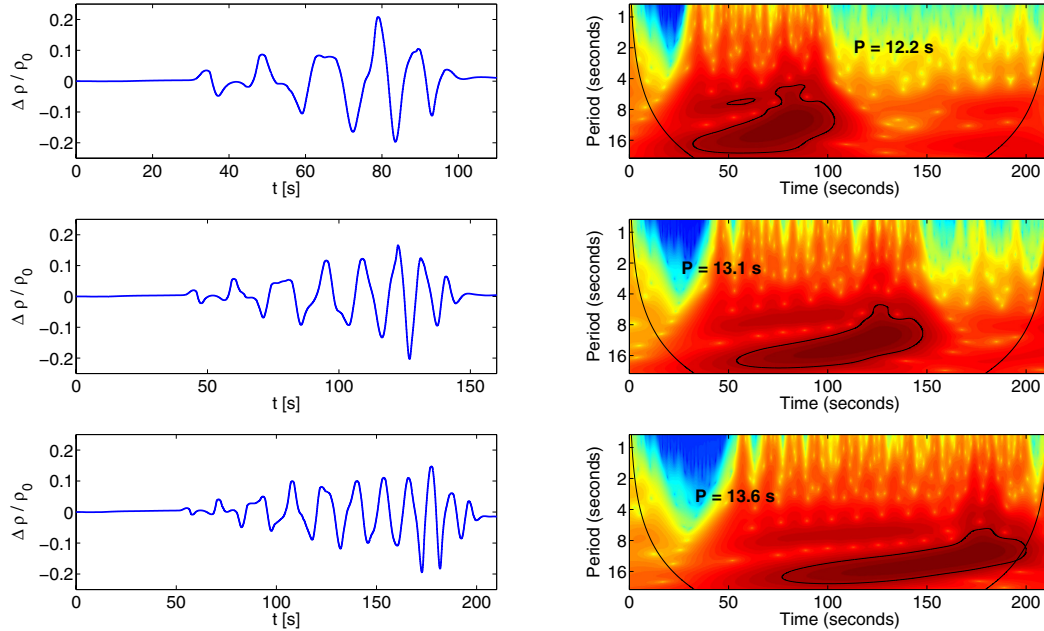 0.2
0.1
0
−0.1
−0.2
Δ ρ / ρ0
0 20 40 60 80 100
t [s]
P = 12.2 s
1
2
4
8
16
Period (seconds)
0 50 100 150 200
Time (seconds)
0.2
0.1
0
−0.1
−0.2
Δ ρ / ρ0
0 50 100 150
t [s]
P = 13.1 s
1
2
4
8
16
Period (seconds)
0 50 100 150 200
Time (seconds)
0.2
0.1
0
−0.1
−0.2
Δ ρ / ρ0
0 50 100 150 200
t [s]
P = 13.6 s
1
2
4
8
16
Period (seconds)
0 50 100 150 200
Time (seconds)